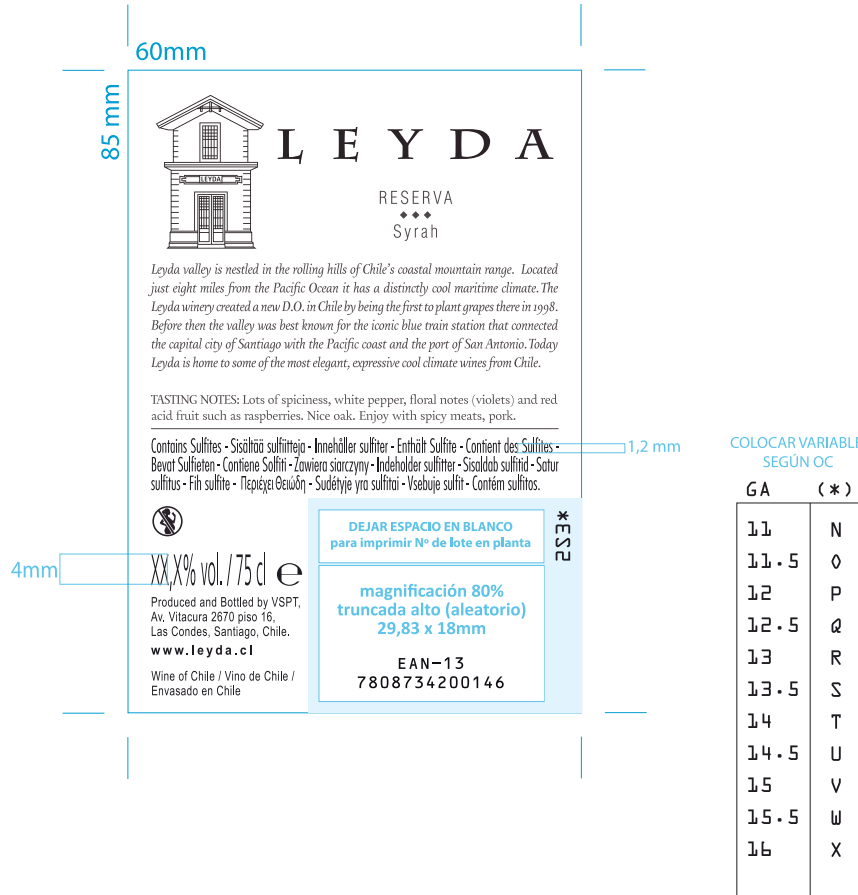 60mm
85 mm
LEYDA
LEYDA
RESERVA
Syrah
Leyda valley is nestled in the rolling hills of Chile's coastal mountain range. Located
just eight miles from the Pacific Ocean it has a distinctly cool maritime climate. The
Leyda winery created a new D.O. in Chile by being the first to plant grapes there in 1998.
Before then the valley was best known for the iconic blue train station that connected
the capital city of Santiago with the Pacific coast and the port of San Antonio. Today
Leyda is home to some of the most elegant, expressive cool climate wines from Chile.
TASTING NOTES: Lots of spiciness, white pepper, floral notes (violets) and red
acid fruit such as raspberries. Nice oak. Enjoy with spicy meats, pork.
Contains Sulfites - Sisältää sulfiitteja - Innehåller sulfiter - Enthält Sulfite - Contient des Sulfites -
Bevat Sulfieten - Contiene Solfiti - Zawiera siarczyny - Indeholder sulfitter - Sisaldab sulfitid - Satur
sulfitus - Fih sulfite - Περιέχει Θειώδη - Sudėtyje yra sulfitai - Vsebuje sulfit - Contém sulfitos.
1,2 mm
DEJAR ESPACIO EN BLANCO
para imprimir Nº de lote en planta
*E52
4mm
XX,X% vol. / 75 cl e
Produced and Bottled by VSPT,
Av. Vitacura 2670 piso 16,
Las Condes, Santiago, Chile.
www.leyda.cl
Wine of Chile / Vino de Chile /
Envasado en Chile
magnificación 80%
truncada alto (aleatorio)
29,83 x 18mm
EAN-13
7808734200146
COLOCAR VARIABLE
SEGÚN OC
GA (*)
11 N
11.5 O
12 P
12.5 Q
13 R
13.5 S
14 T
14.5 U
15 V
15.5 W
16 X